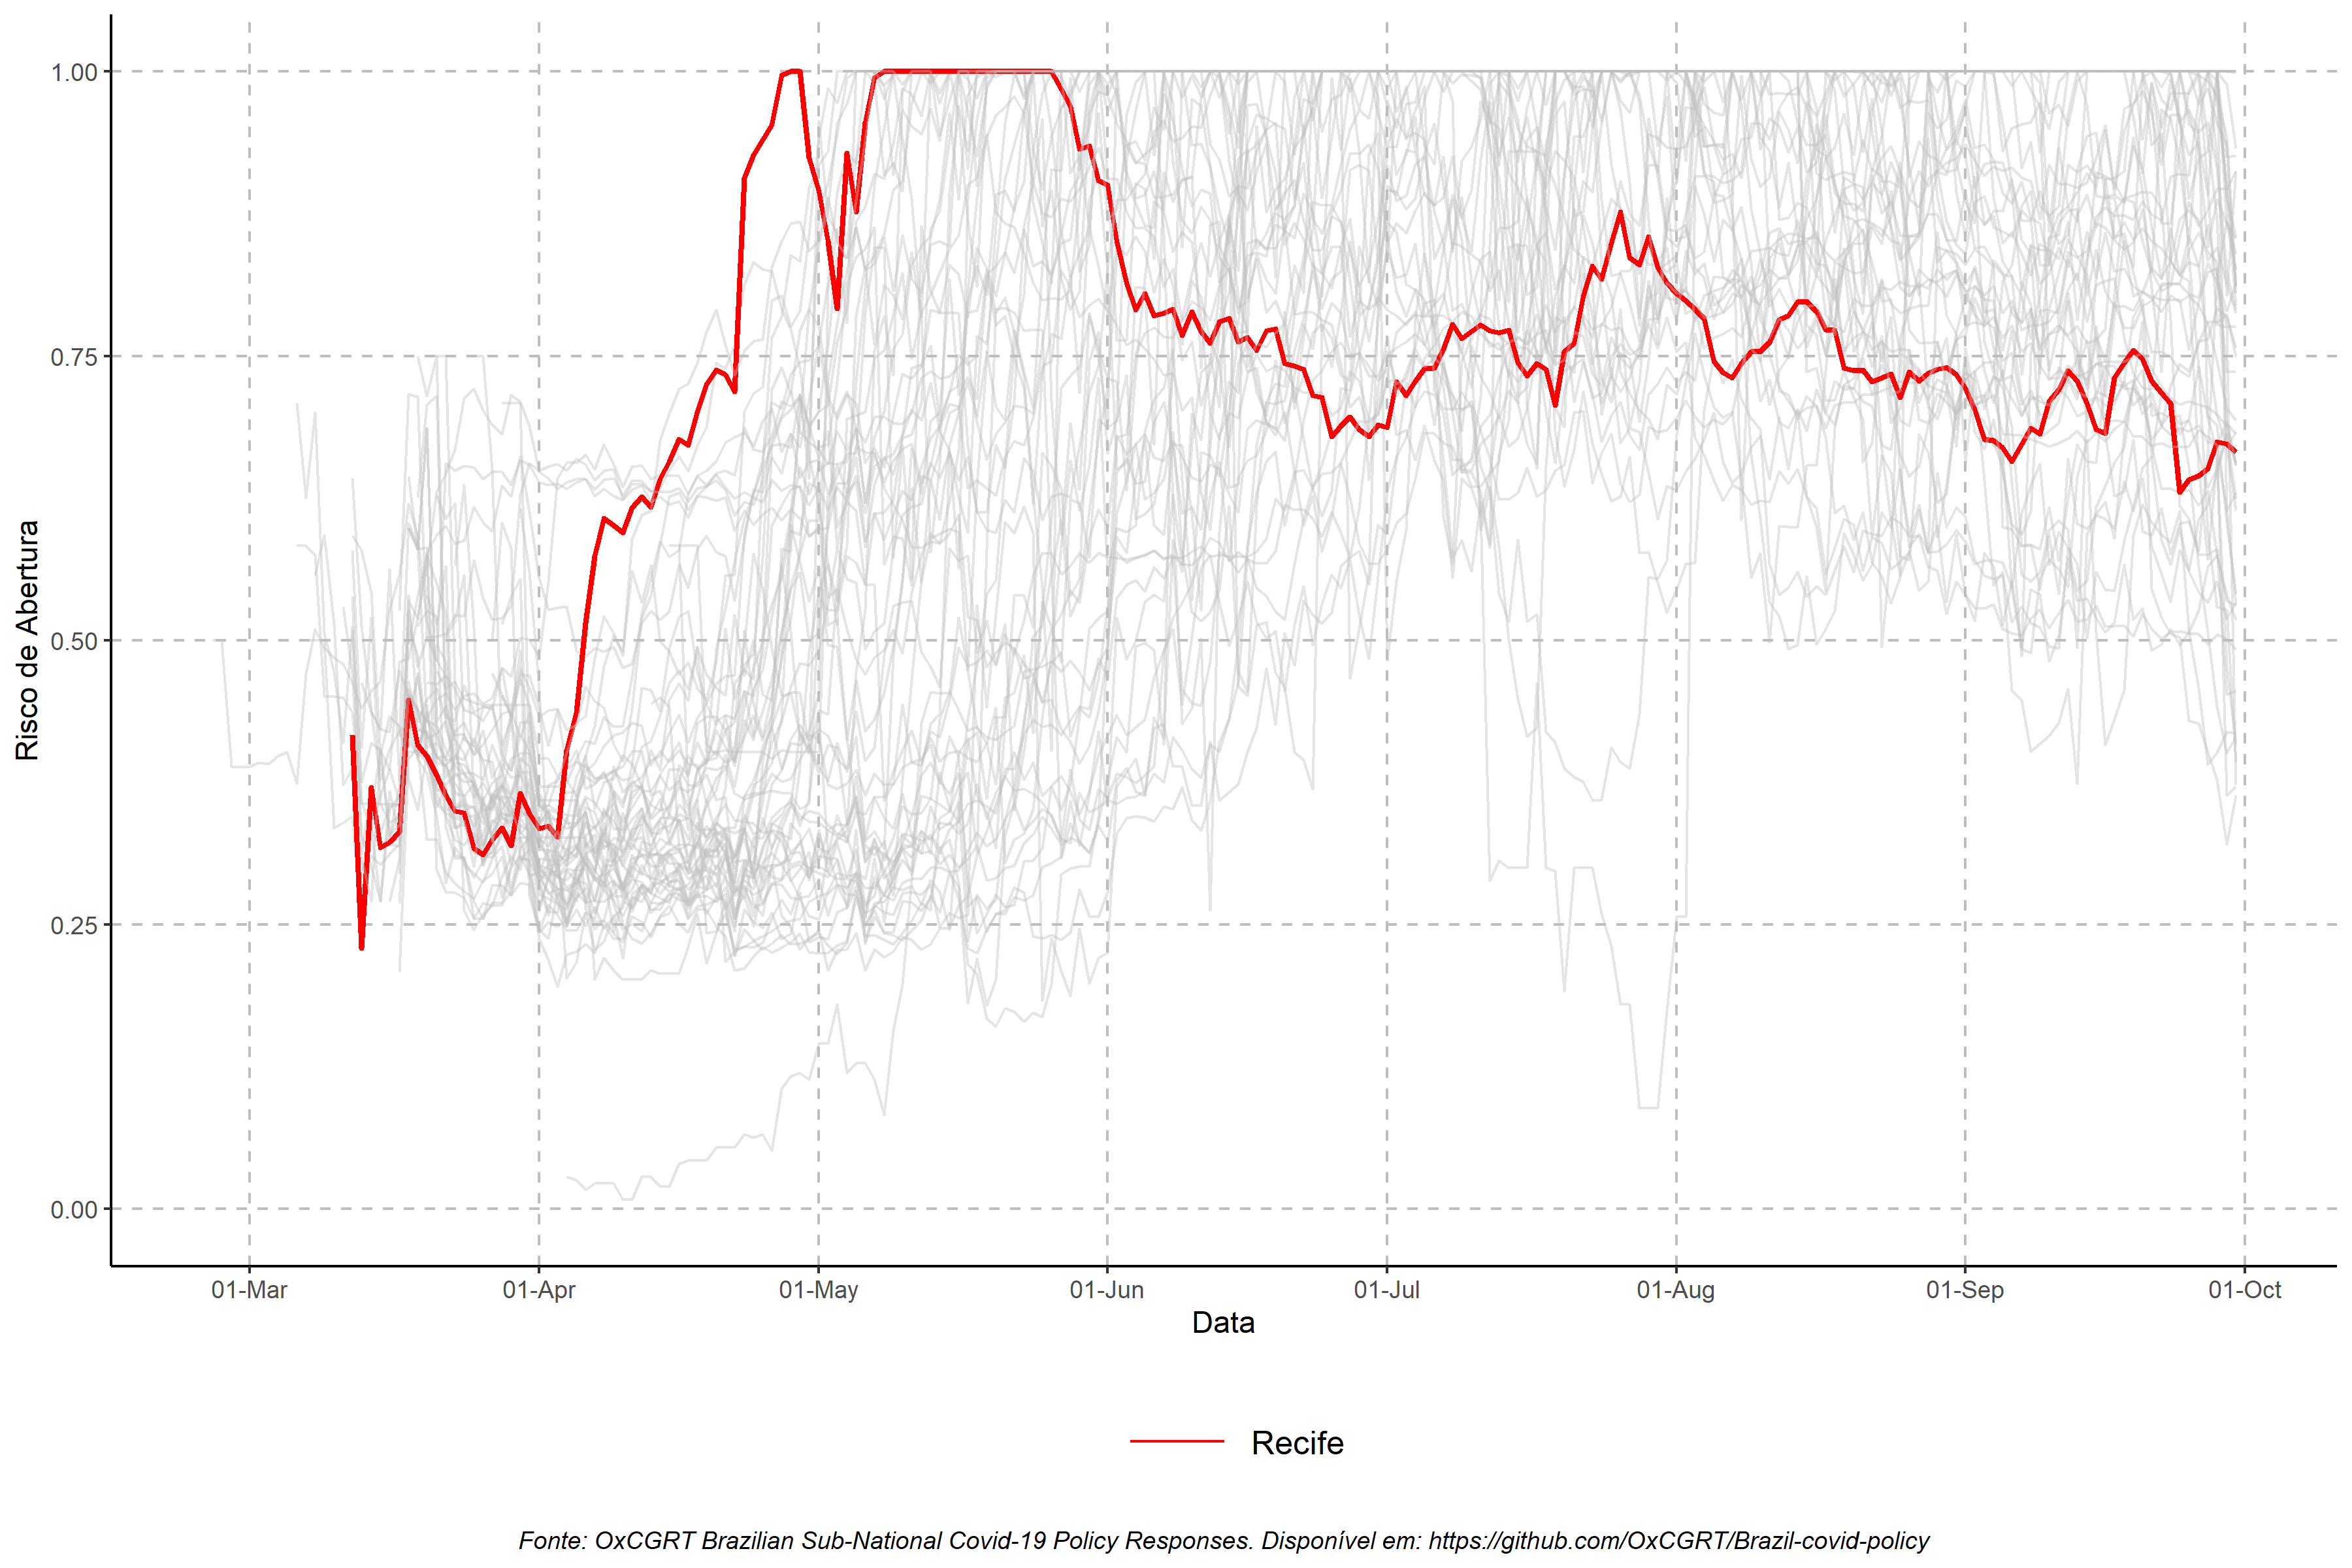 1.00
0.75
0.50
0.25
0.00
Risco de Abertura
01-Mar 01-Apr 01-May 01-Jun 01-Jul 01-Aug 01-Sep 01-Oct
Data
Recife
Fonte: OxCGRT Brazilian Sub-National Covid-19 Policy Responses. Disponível em: https://github.com/OxCGRT/Brazil-covid-policy